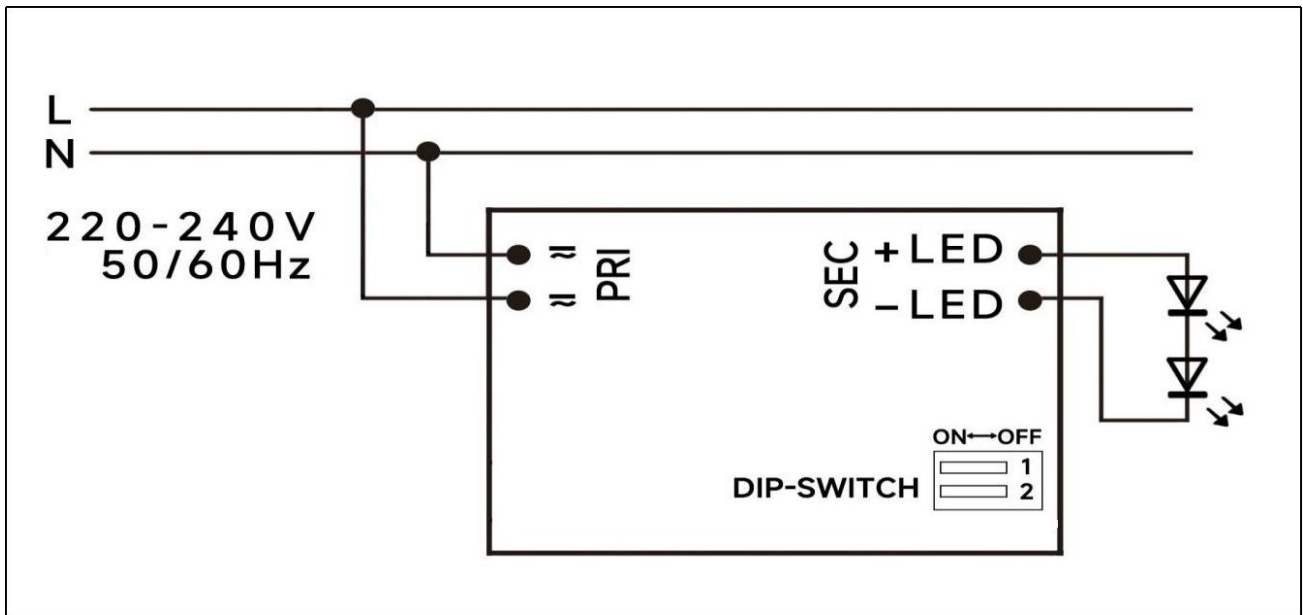 L
N
220-240V
50/60Hz
≂ PRI
≂
SEC +LED
–LED
ON↔OFF
1
DIP-SWITCH 2